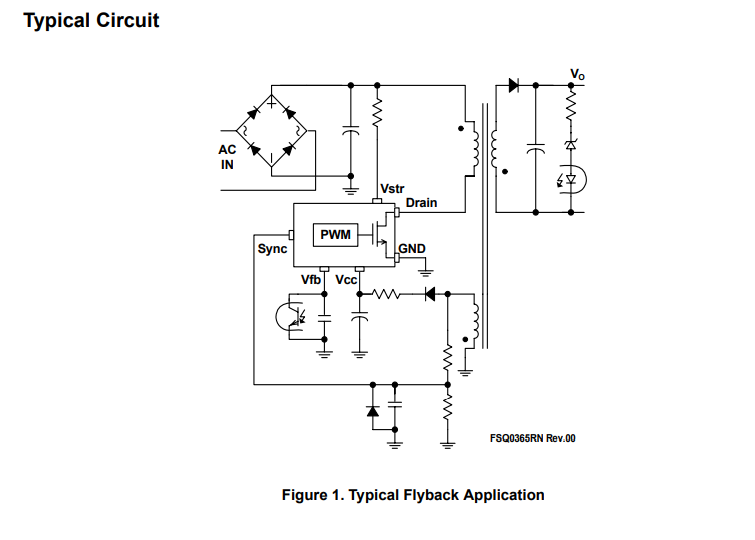 Typical Circuit
Vo
AC
IN
Vstr
Drain
PWM
Sync
GND
Vfb
Vcc
FSQ0365RN Rev.00
Figure 1. Typical Flyback Application